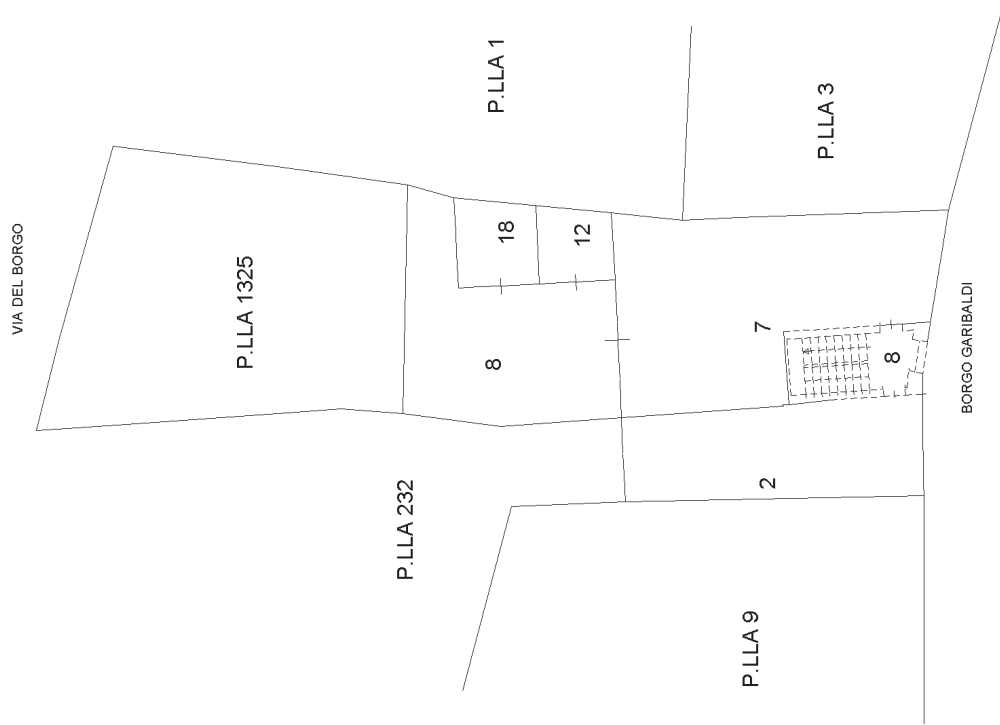 VIA DEL BORGO
P.LLA 1325
P.LLA 232
P.LLA 1
18
12
8
P.LLA 3
7
8
2
P.LLA 9
BORGO GARIBALDI